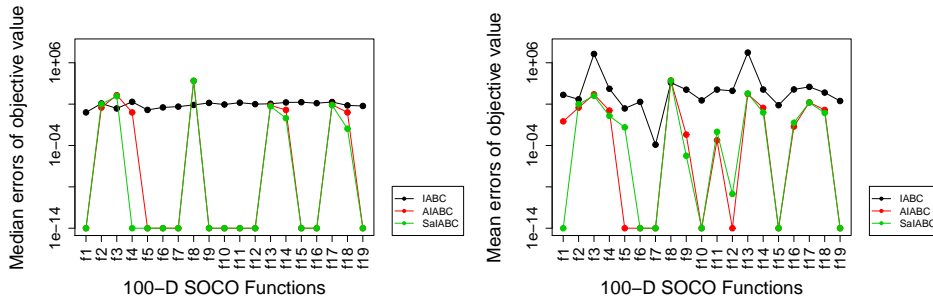 Median errors of objective value
1e+06
1e−04
1e−14
f1 f2 f3 f4 f5 f6 f7 f8 f9 f10 f11 f12 f13 f14 f15 f16 f17 f18 f19
100−D SOCO Functions
IABC
AIABC
SaIABC
Mean errors of objective value
1e+06
1e−04
1e−14
f1 f2 f3 f4 f5 f6 f7 f8 f9 f10 f11 f12 f13 f14 f15 f16 f17 f18 f19
100−D SOCO Functions
IABC
AIABC
SaIABC